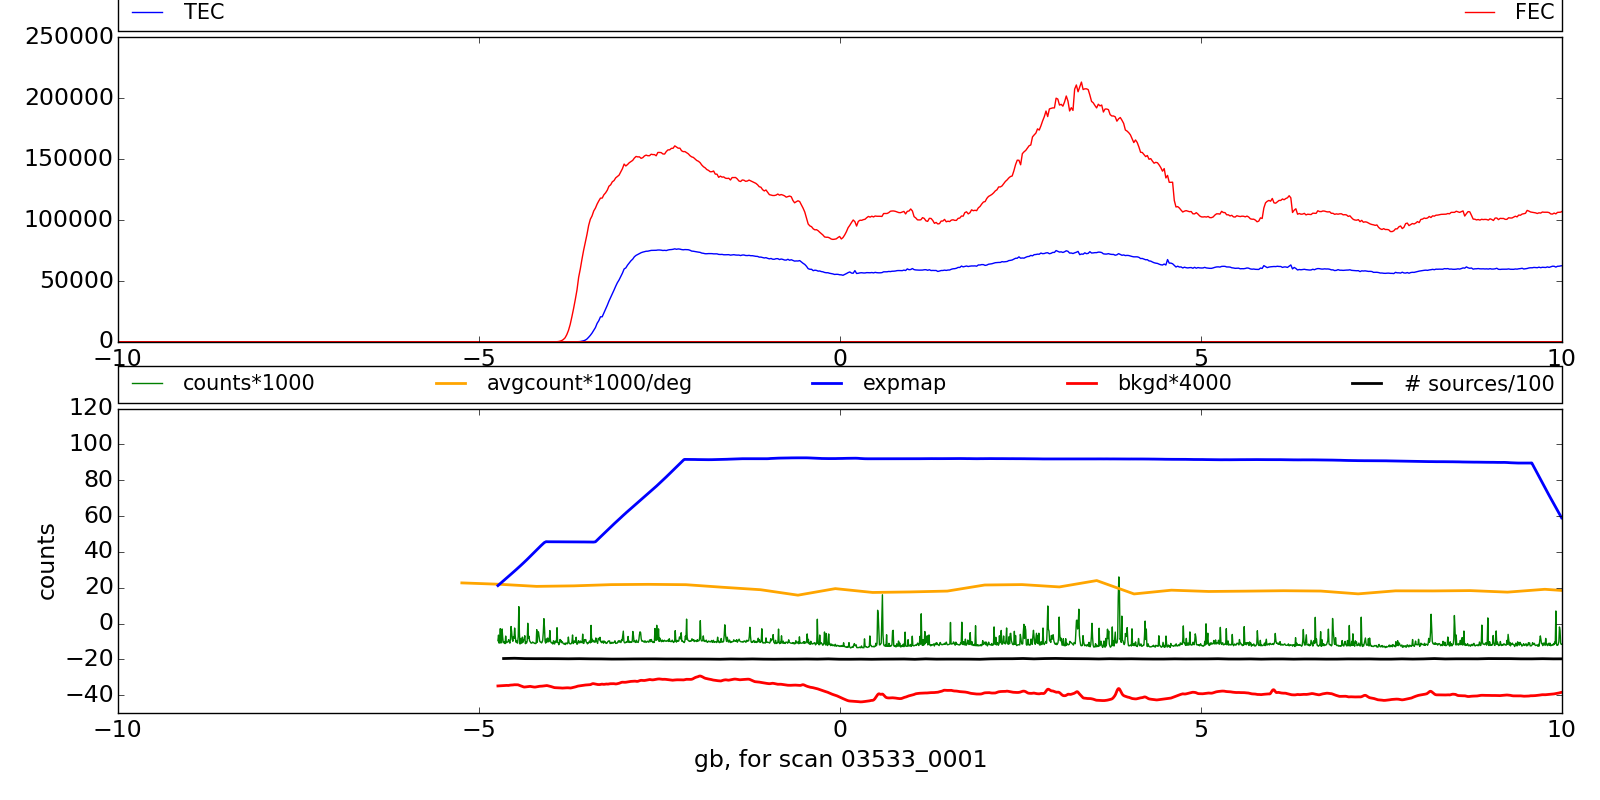 TEC FEC
250000
200000
150000
100000
50000
0
−10 −5 0 5 10
counts*1000 avgcount*1000/deg expmap bkgd*4000 # sources/100
120
100
80
60
40
20
0
−20
−40
counts
−10 −5 0 5 10
gb, for scan 03533_0001